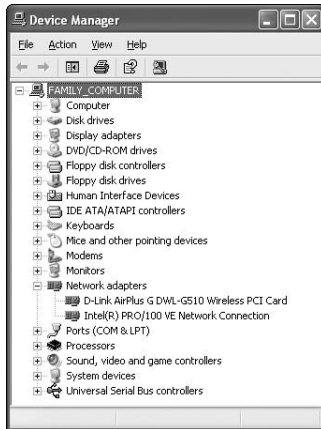 Device Manager
File Action View Help
FAMILY_COMPUTER
Computer
Disk drives
Display adapters
DVD/CD-ROM drives
Floppy disk controllers
Floppy disk drives
Human Interface Devices
IDE ATA/ATAPI controllers
Keyboards
Mice and other pointing devices
Modems
Monitors
Network adapters
D-Link AirPlus G DWL-G510 Wireless PCI Card
Intel(R) PRO/100 VE Network Connection
Ports (COM & LPT)
Processors
Sound, video and game controllers
System devices
Universal Serial Bus controllers